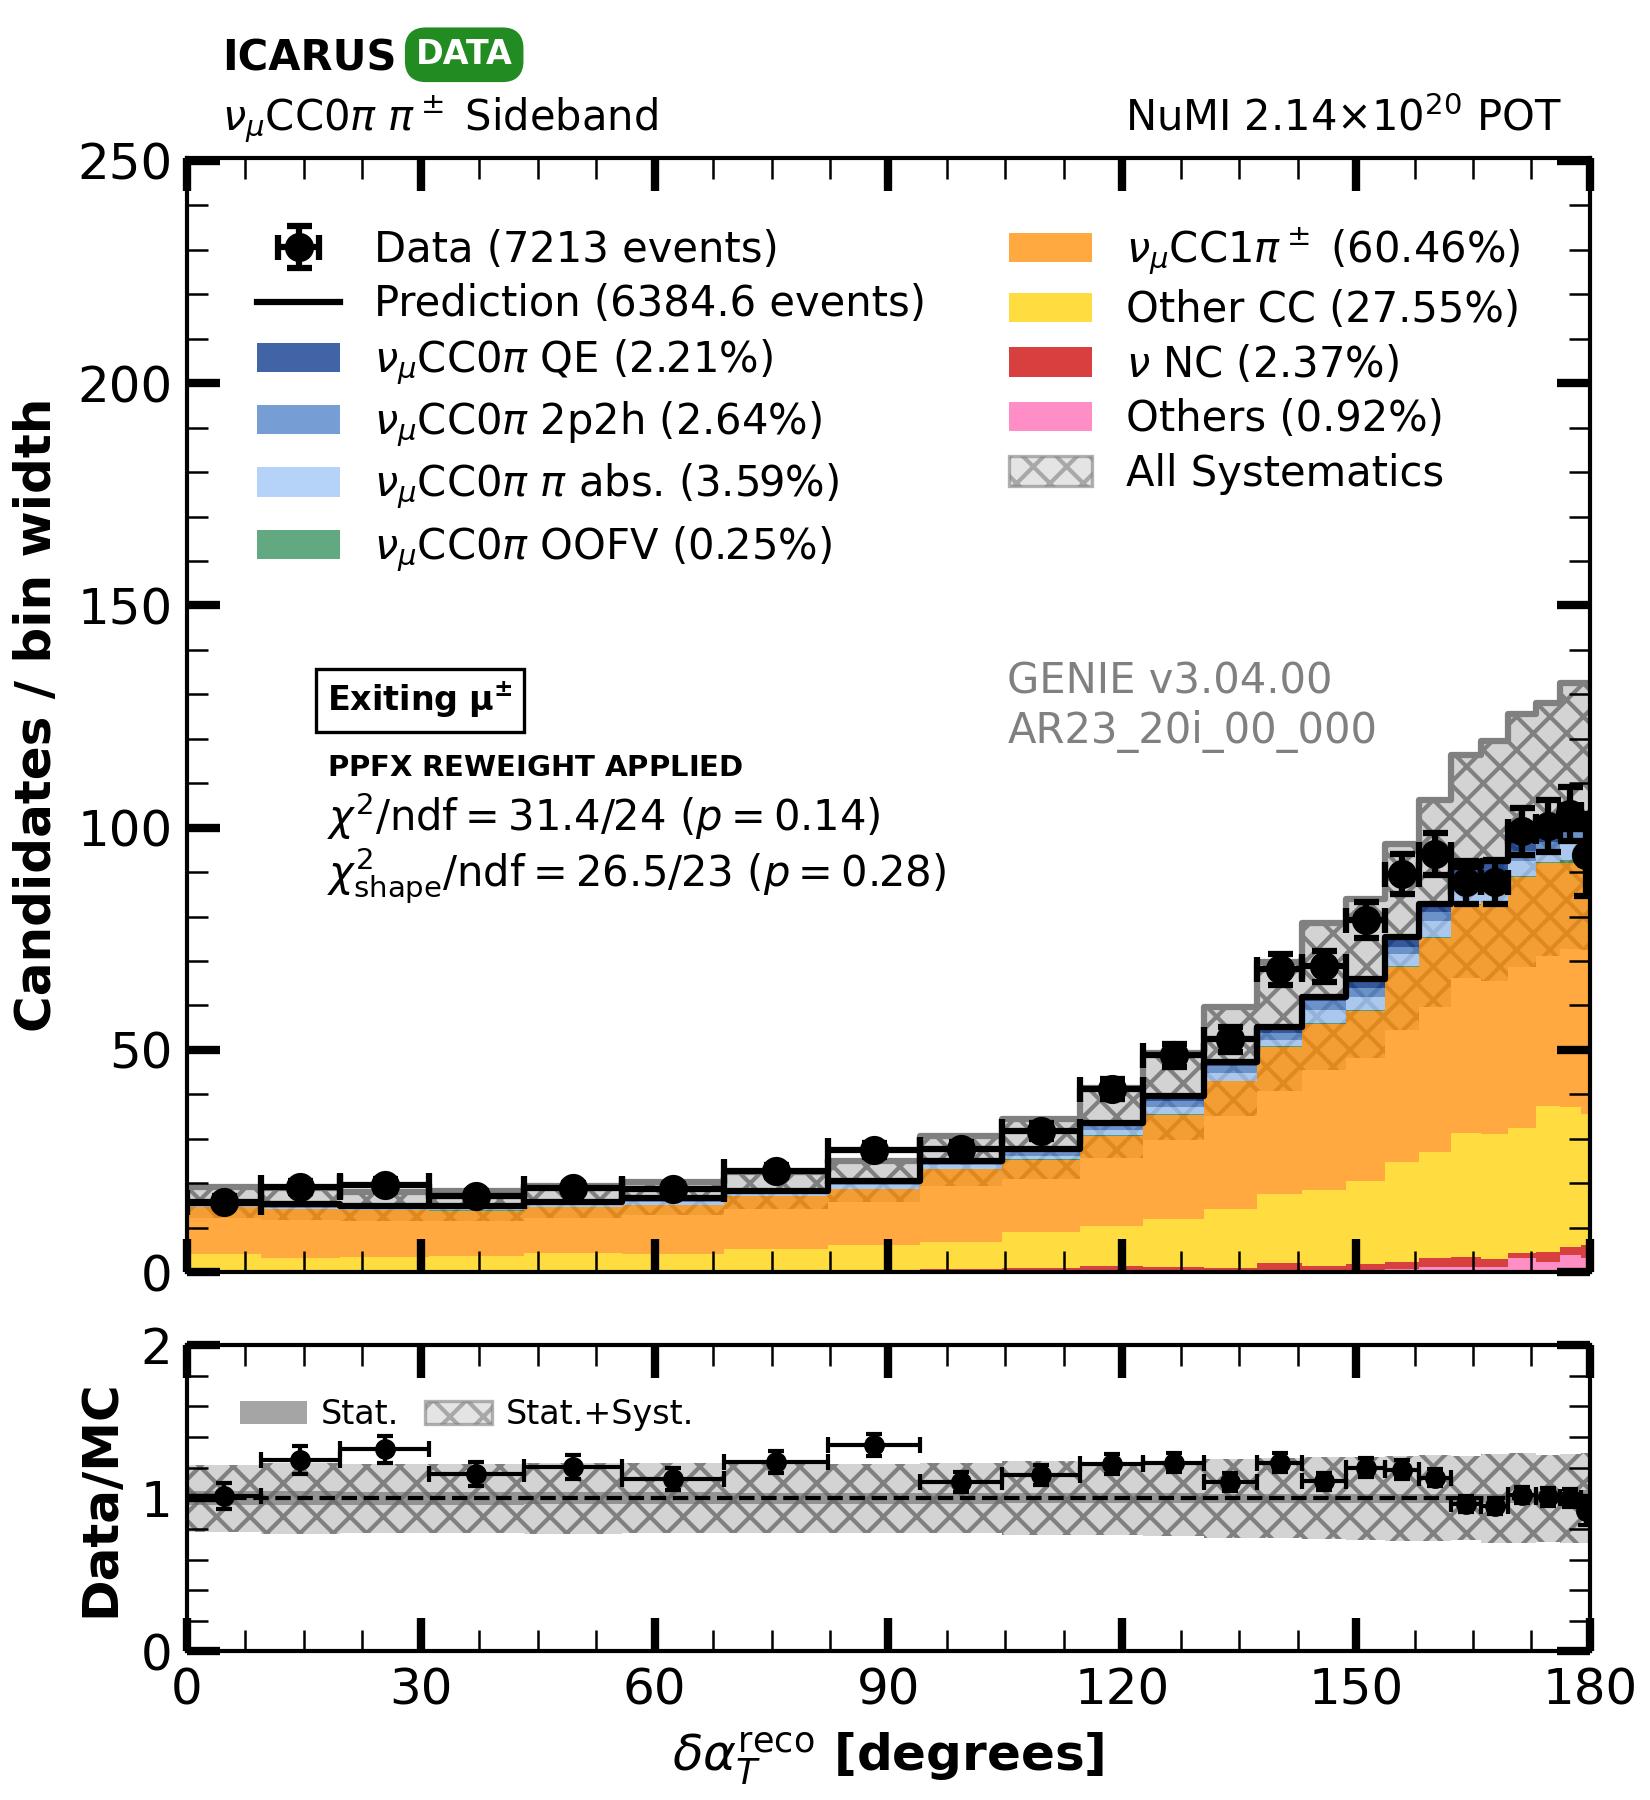 ICARUS DATA
νμCC0π π± Sideband
NuMI 2.14×10²⁰ POT
Candidates / bin width
250
200
150
100
50
0
Data (7213 events)
Prediction (6384.6 events)
νμCC0π QE (2.21%)
νμCC0π 2p2h (2.64%)
νμCC0π π abs. (3.59%)
νμCC0π OOFV (0.25%)
νμCC1π± (60.46%)
Other CC (27.55%)
ν NC (2.37%)
Others (0.92%)
All Systematics
Exiting μ±
PPFX REWEIGHT APPLIED
χ²/ndf = 31.4/24 (p = 0.14)
χ²shape/ndf = 26.5/23 (p = 0.28)
GENIE v3.04.00
AR23_20i_00_000
Data/MC
2
1
0
Stat. Stat.+Syst.
0 30 60 90 120 150 180
δα_T^reco [degrees]